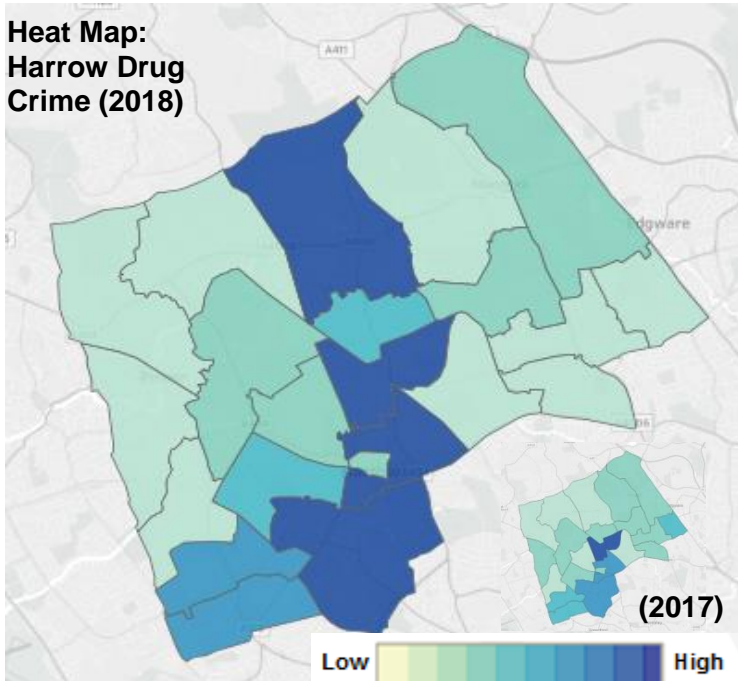 Heat Map:
Harrow Drug
Crime (2018)
A411
dgware
(2017)
Low
High